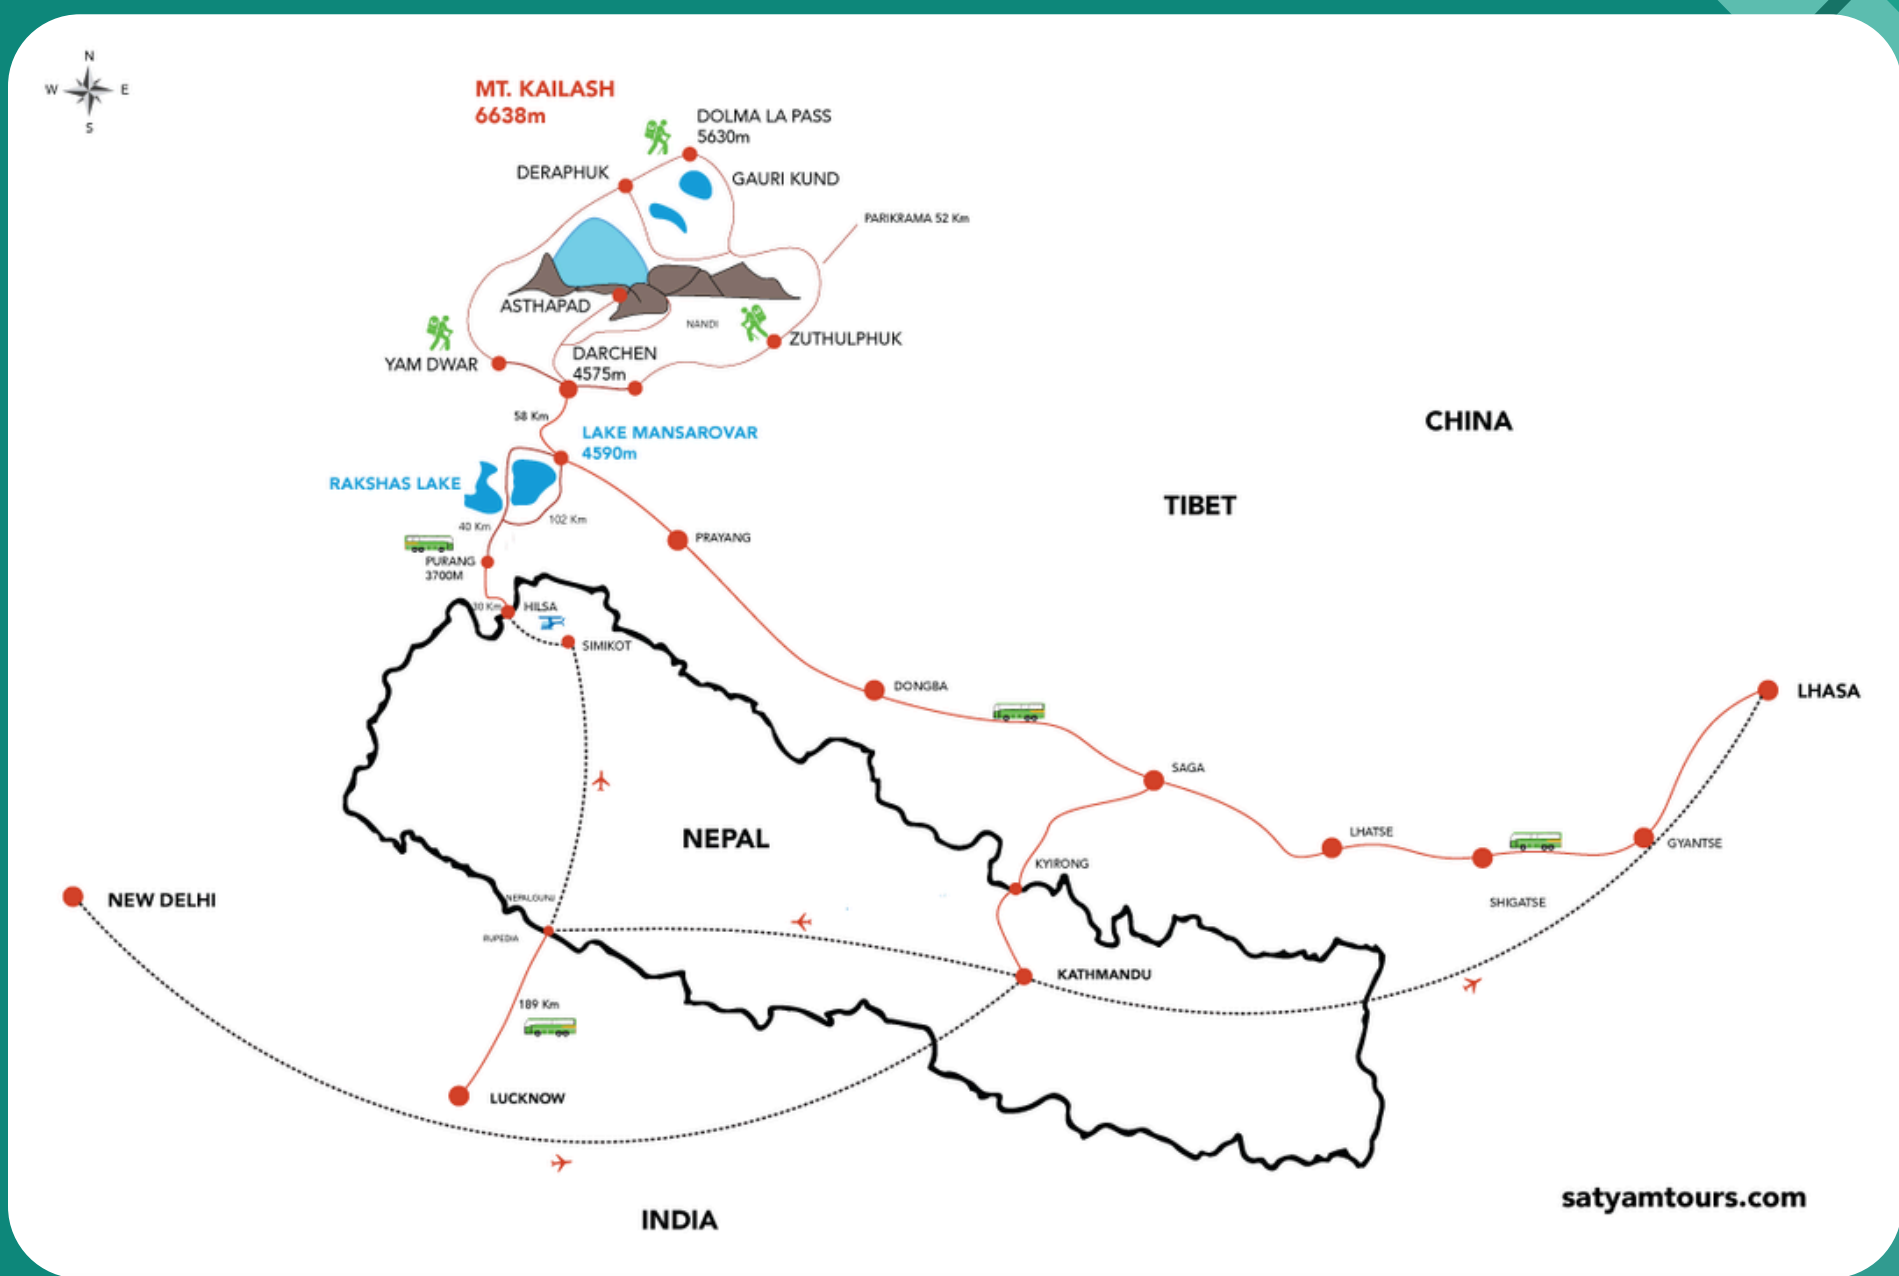 N
W
E
S
MT. KAILASH
6638m
DOLMA LA PASS
5630m
DERAPHUK
GAURI KUND
PARIKRAMA 52 Km
ASTHAPAD
NANDI
ZUTHULPHUK
DARCHEN
4575m
YAM DWAR
58 Km
LAKE MANSAROVAR
4590m
RAKSHAS LAKE
CHINA
TIBET
40 Km
102 Km
PRAYANG
PURANG
3700M
30 Km
HILSA
SIMIKOT
DONGBA
LHASA
SAGA
LHATSE
NEPAL
GYANTSE
KYIRONG
NEW DELHI
NEPALGUNJ
SHIGATSE
RUPEDIA
KATHMANDU
189 Km
LUCKNOW
satyamtours.com
INDIA